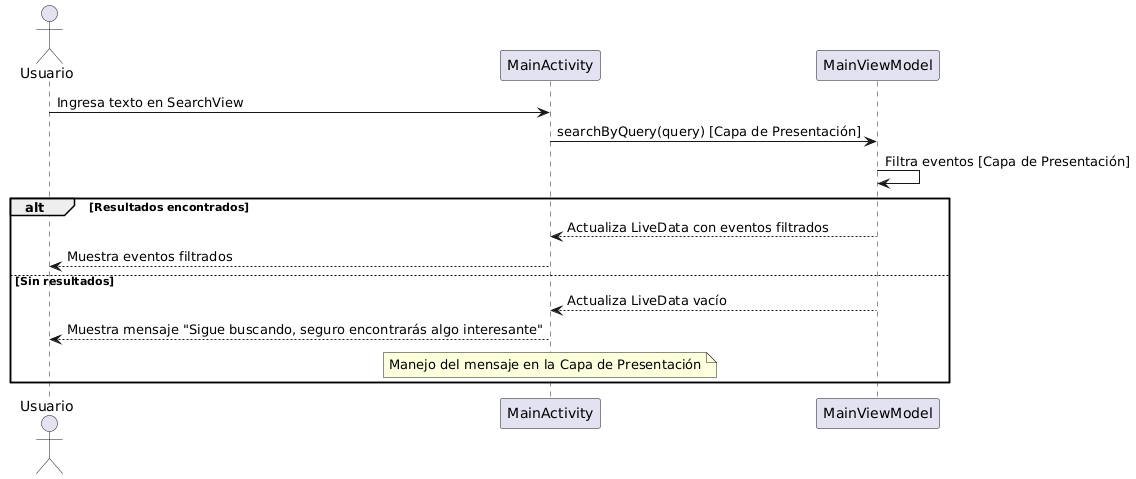 Usuario
MainActivity
MainViewModel
Ingresa texto en SearchView
searchByQuery(query) [Capa de Presentación]
Filtra eventos [Capa de Presentación]
alt [Resultados encontrados]
Actualiza LiveData con eventos filtrados
Muestra eventos filtrados
[Sin resultados]
Actualiza LiveData vacío
Muestra mensaje "Sigue buscando, seguro encontrarás algo interesante"
Manejo del mensaje en la Capa de Presentación
Usuario
MainActivity
MainViewModel